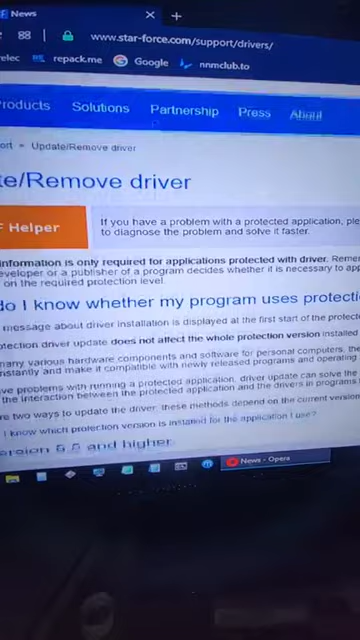 News
88
www.star-force.com/support/drivers/
repack.me
Google
nnmclub.to
roducts
Solutions
Partnership
Press
About
ort » Update/Remove driver
te/Remove driver
F Helper
If you have a problem with a protected application, ple
to diagnose the problem and solve it faster.
information is only required for applications protected with driver. Reme
eveloper or a publisher of a program decides whether it is necessary to app
on the required protection level
do I know whether my program uses protecti
message about driver installation is displayed at the first start of the protecte
otection driver update does not affect the whole protection version installed
many various hardware components and software for personal computers, the
nstantly and make it compatible with newly released programs and operating
ve problems with running a protected application, driver update can solve the
the interaction between the protected application and the drivers in programs
re two ways to update the driver, these methods depend on the current version
I know which protection version is installed for the application I use?
ersion 5.5 and higher
News - Opera